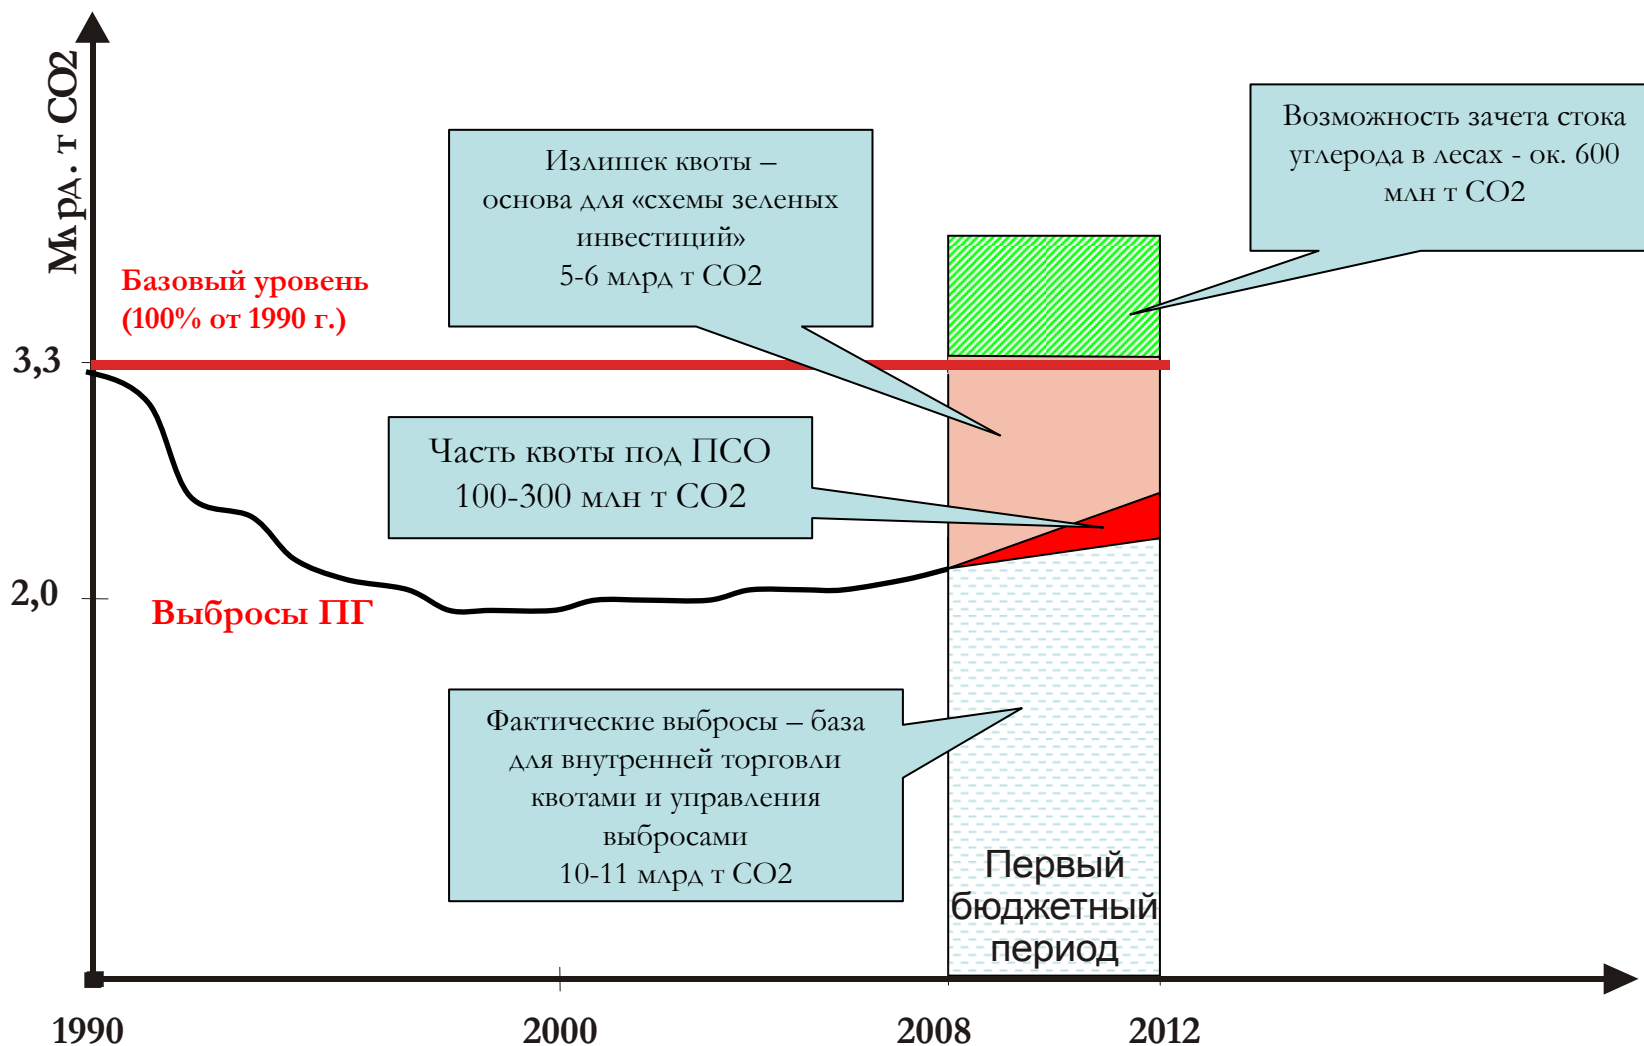 Млрд. т СО2
Возможность зачета стока
углерода в лесах - ок. 600
млн т СО2
Излишек квоты –
основа для «схемы зеленых
инвестиций»
5-6 млрд т СО2
Базовый уровень
(100% от 1990 г.)
3,3
Часть квоты под ПСО
100-300 млн т СО2
2,0
Выбросы ПГ
Фактические выбросы – база
для внутренней торговли
квотами и управления
выбросами
10-11 млрд т СО2
Первый
бюджетный
период
1990
2000
2008
2012